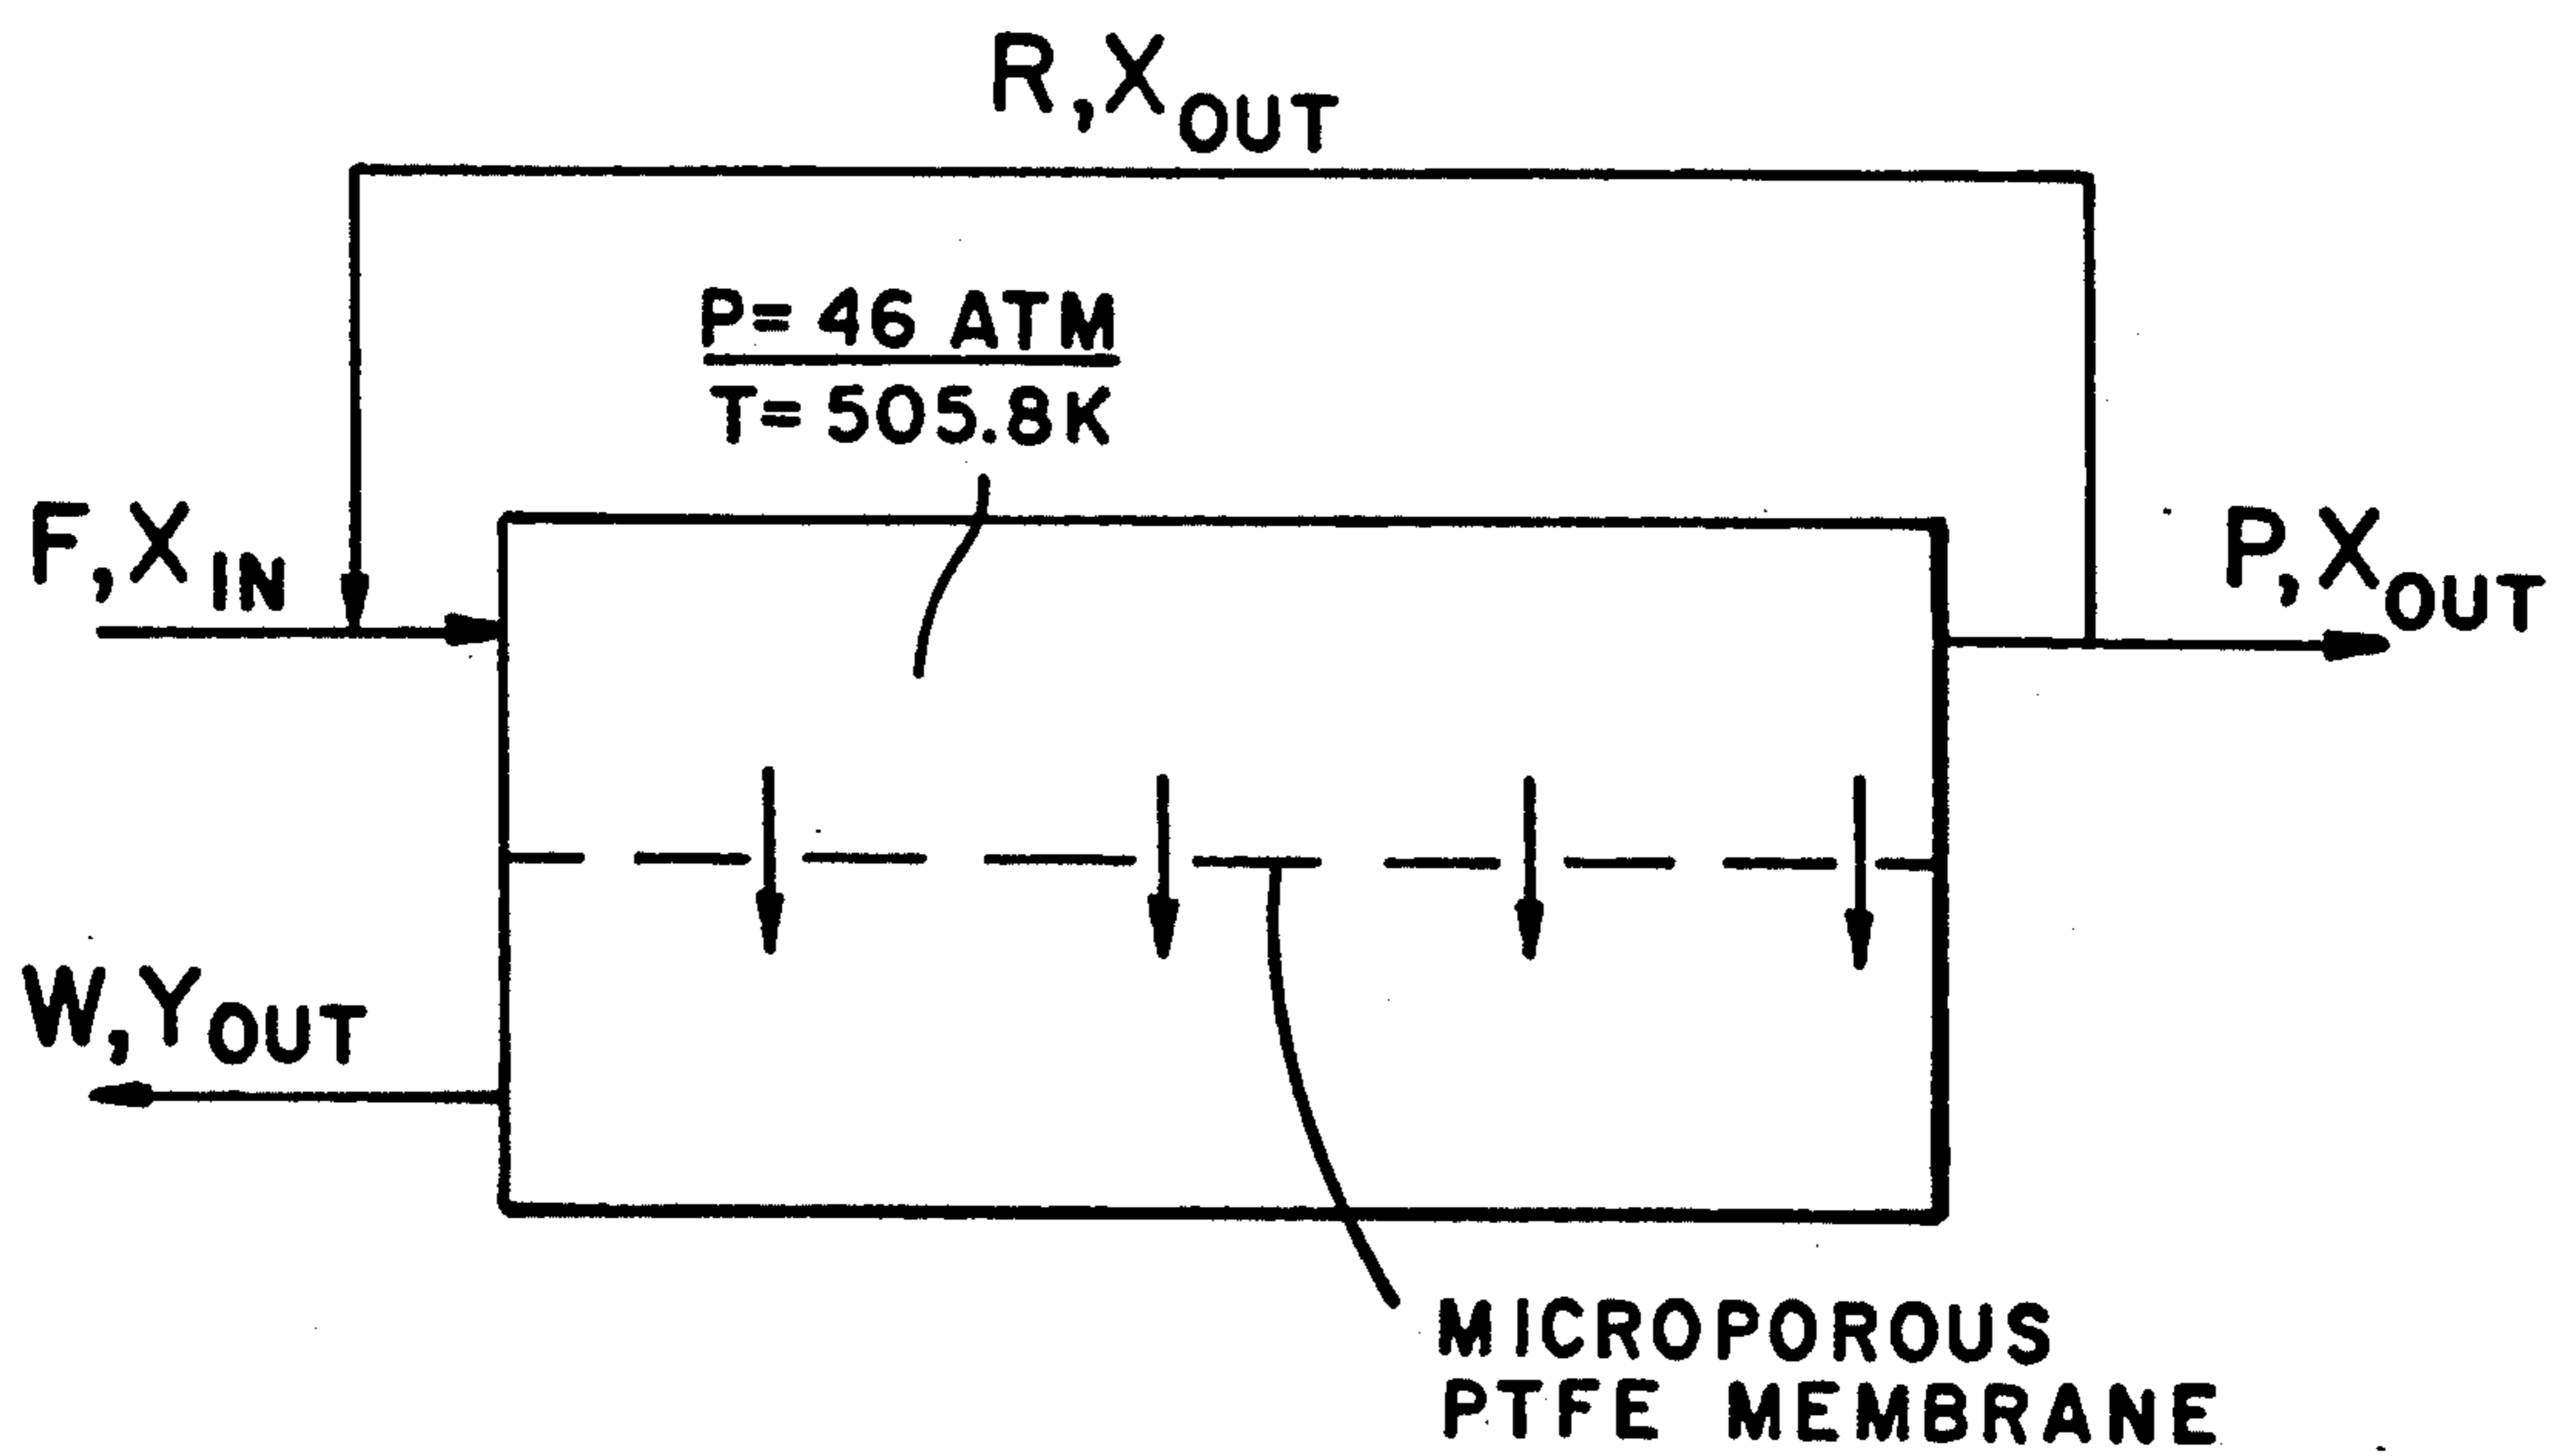 R,XOUT
P= 46 ATM
T= 505.8K
F,XIN
P,XOUT
W,YOUT
MICROPOROUS
PTFE MEMBRANE